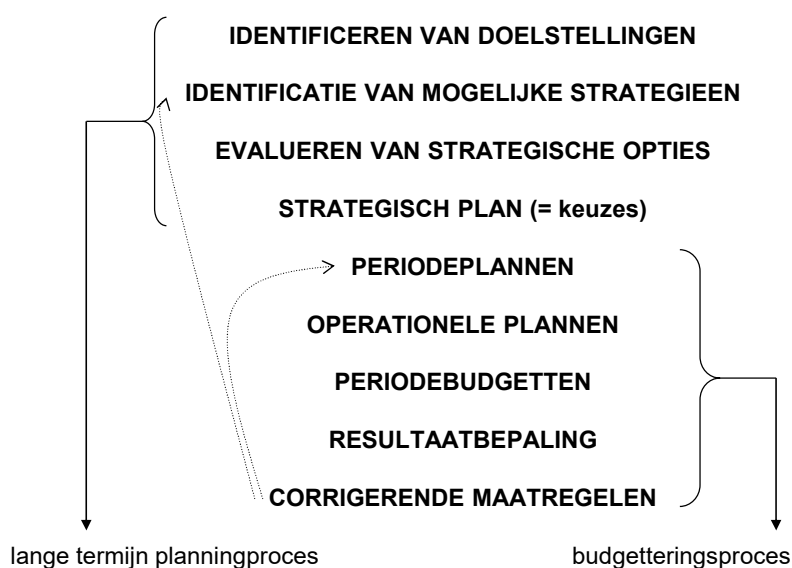 IDENTIFICEREN VAN DOELSTELLINGEN
IDENTIFICATIE VAN MOGELIJKE STRATEGIEEN
EVALUEREN VAN STRATEGISCHE OPTIES
STRATEGISCH PLAN (= keuzes)
PERIODEPLANNEN
OPERATIONELE PLANNEN
PERIODEBUDGETTEN
RESULTAATBEPALING
CORRIGERENDE MAATREGELEN
lange termijn planningproces
budgetteringsproces